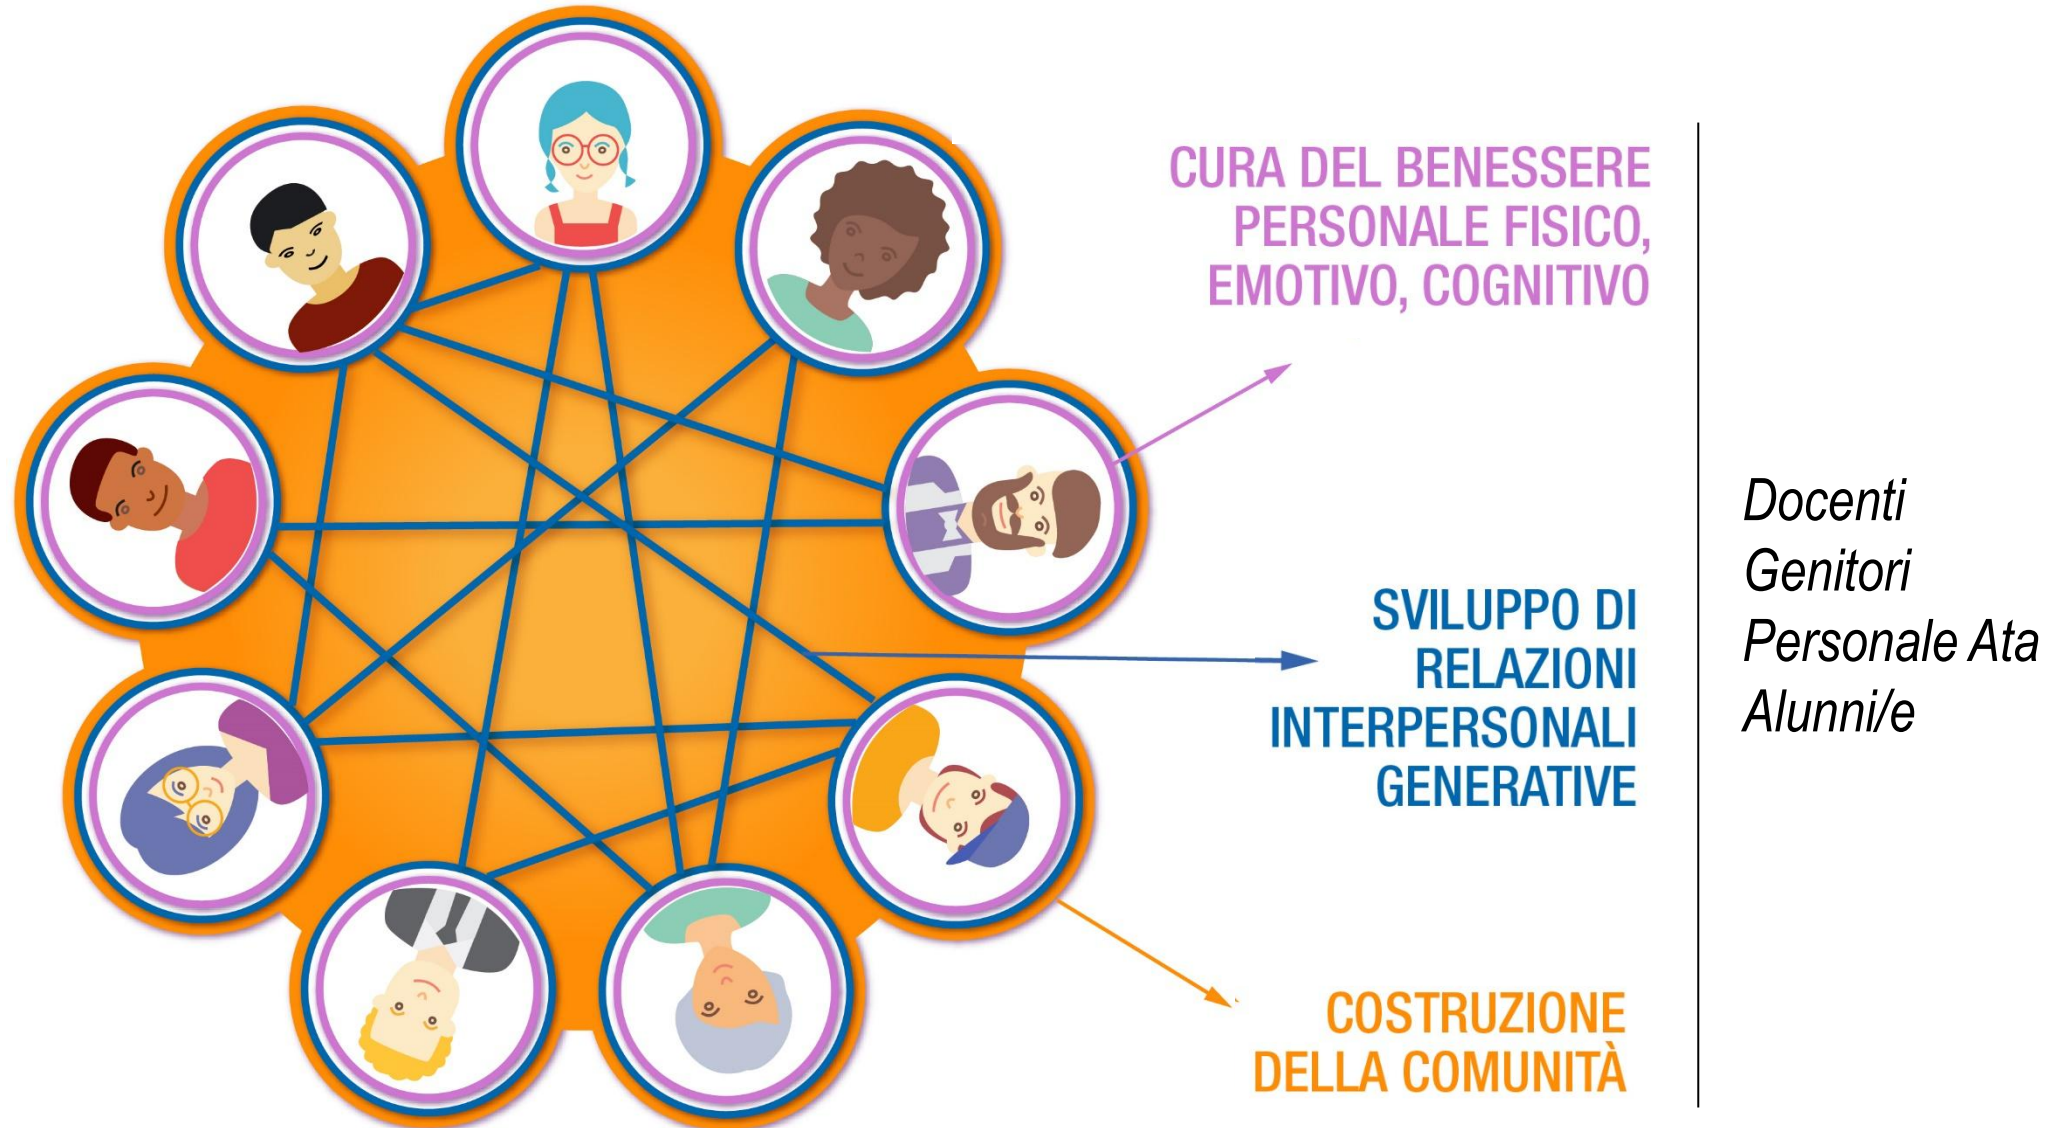 CURA DEL BENESSERE
PERSONALE FISICO,
EMOTIVO, COGNITIVO
SVILUPPO DI
RELAZIONI
INTERPERSONALI
GENERATIVE
COSTRUZIONE
DELLA COMUNITÀ
Docenti
Genitori
Personale Ata
Alunni/e